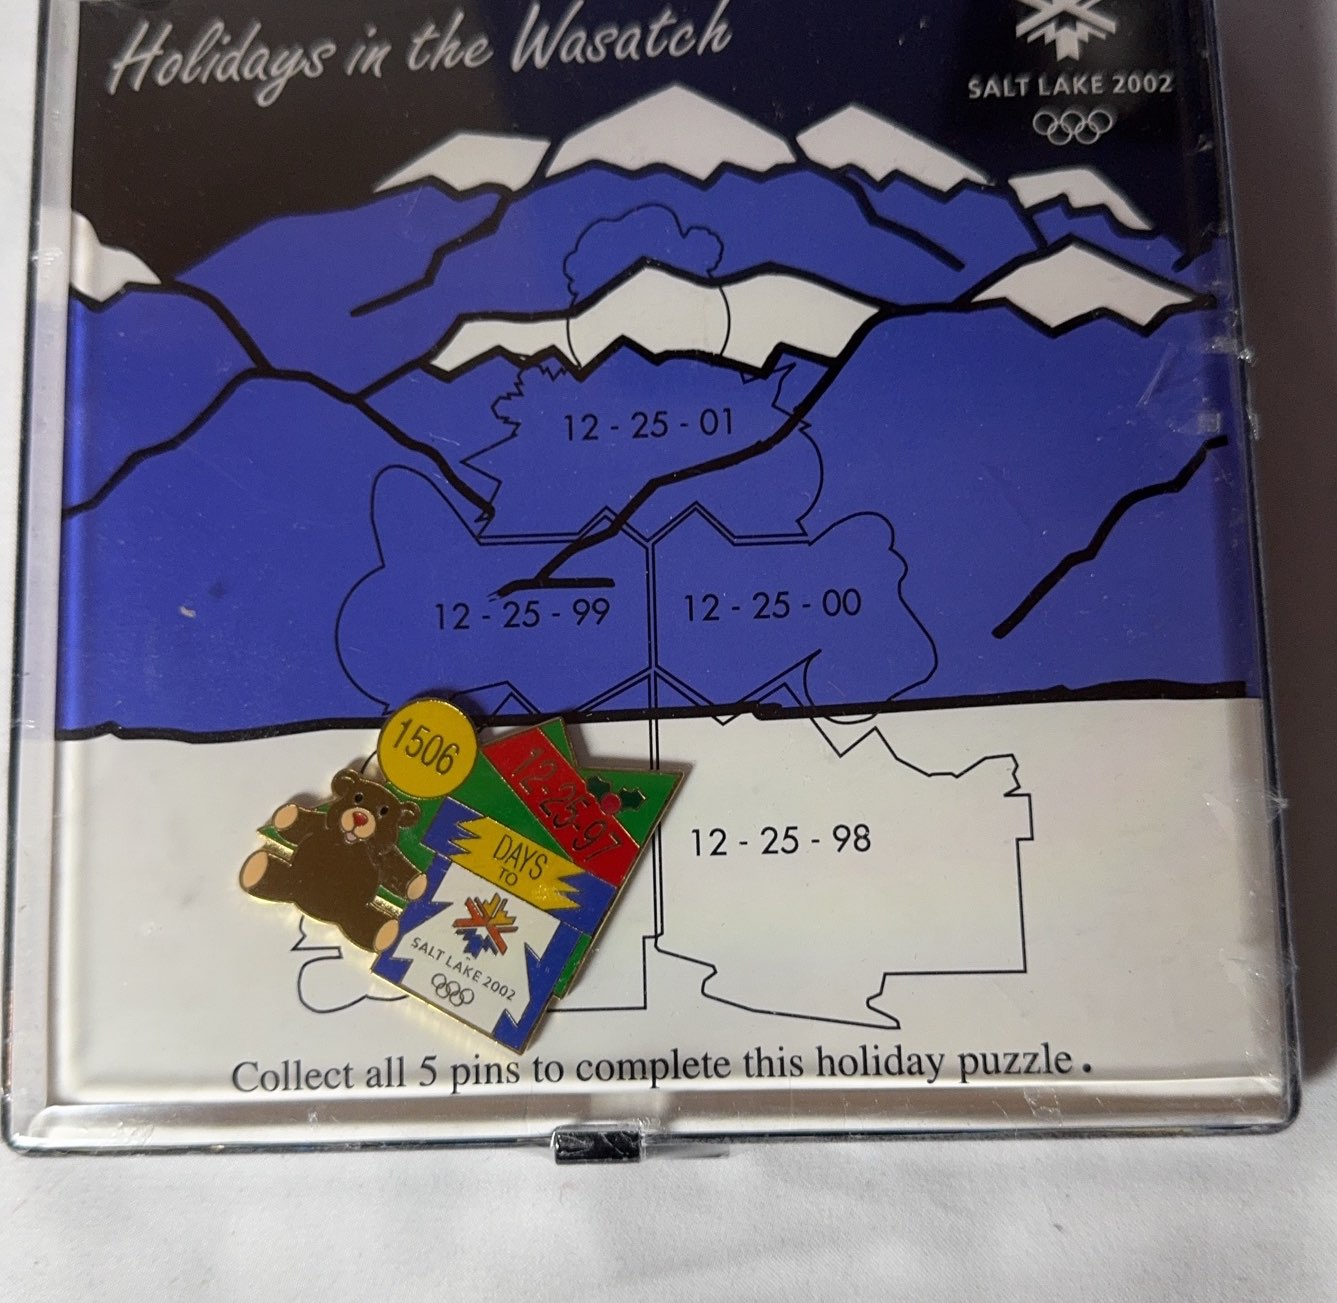 Holidays in the Wasatch
SALT LAKE 2002
12 - 25 - 01
12 - 25 - 99
12 - 25 - 00
1506
12-25-97
DAYS
TO
SALT LAKE 2002
12 - 25 - 98
Collect all 5 pins to complete this holiday puzzle.